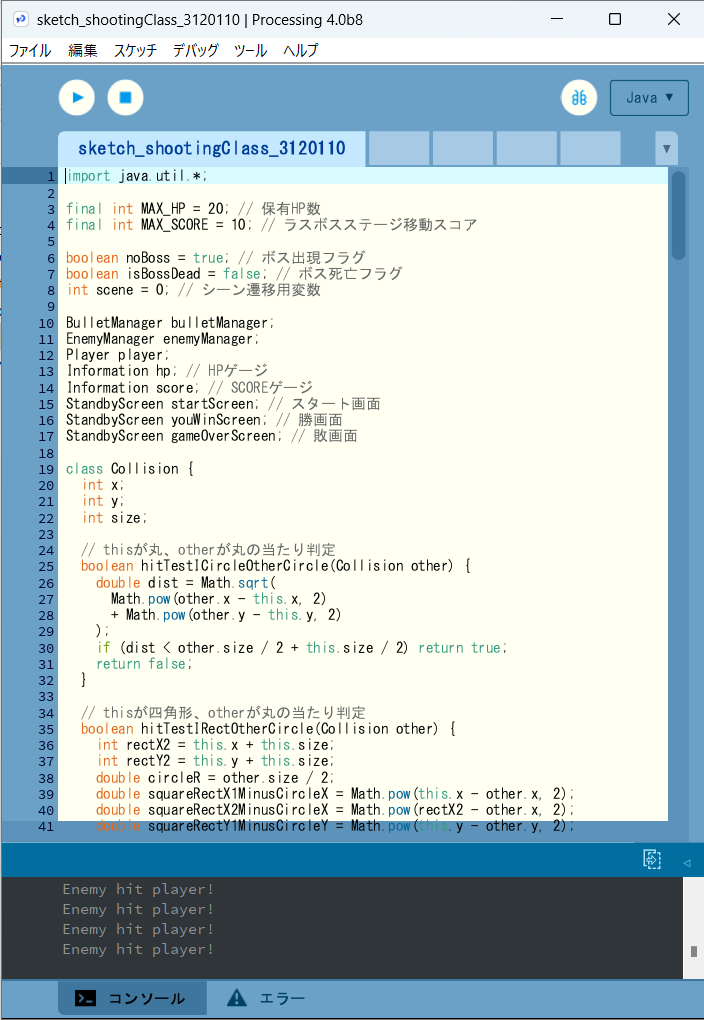 sketch_shootingClass_3120110 | Processing 4.0b8
ファイル 編集 スケッチ デバッグ ツール ヘルプ
Java ▼
sketch_shootingClass_3120110 ▼
1 import java.util.*;
2
3 final int MAX_HP = 20; // 保有HP数
4 final int MAX_SCORE = 10; // ラスボスステージ移動スコア
5
6 boolean noBoss = true; // ボス出現フラグ
7 boolean isBossDead = false; // ボス死亡フラグ
8 int scene = 0; // シーン遷移用変数
9
10 BulletManager bulletManager;
11 EnemyManager enemyManager;
12 Player player;
13 Information hp; // HPゲージ
14 Information score; // SCOREゲージ
15 StandbyScreen startScreen; // スタート画面
16 StandbyScreen youWinScreen; // 勝画面
17 StandbyScreen gameOverScreen; // 敗画面
18
19 class Collision {
20 int x;
21 int y;
22 int size;
23
24 // thisが丸、otherが丸の当たり判定
25 boolean hitTestICircleOtherCircle(Collision other) {
26 double dist = Math.sqrt(
27 Math.pow(other.x - this.x, 2)
28 + Math.pow(other.y - this.y, 2)
29 );
30 if (dist < other.size / 2 + this.size / 2) return true;
31 return false;
32 }
33
34 // thisが四角形、otherが丸の当たり判定
35 boolean hitTestIRectOtherCircle(Collision other) {
36 int rectX2 = this.x + this.size;
37 int rectY2 = this.y + this.size;
38 double circleR = other.size / 2;
39 double squareRectX1MinusCircleX = Math.pow(this.x - other.x, 2);
40 double squareRectX2MinusCircleX = Math.pow(rectX2 - other.x, 2);
41 double squareRectY1MinusCircleY = Math.pow(this.y - other.y, 2);
Enemy hit player!
Enemy hit player!
Enemy hit player!
Enemy hit player!
コンソール エラー